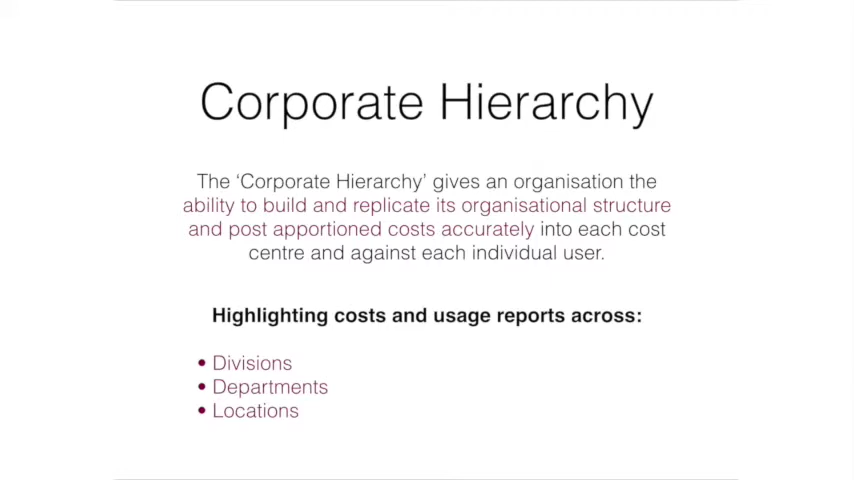 Corporate Hierarchy
The ‘Corporate Hierarchy’ gives an organisation the
ability to build and replicate its organisational structure
and post apportioned costs accurately into each cost
centre and against each individual user.
Highlighting costs and usage reports across:
• Divisions
• Departments
• Locations